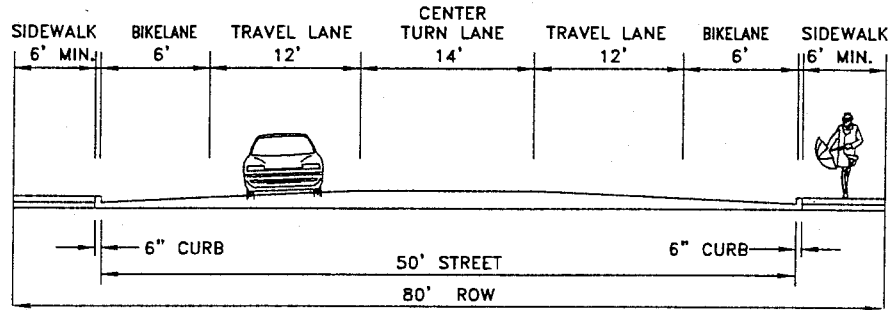 CENTER
SIDEWALK BIKELANE TRAVEL LANE TURN LANE TRAVEL LANE BIKELANE SIDEWALK
6' MIN. 6' 12' 14' 12' 6' 6' MIN.
6" CURB 6" CURB
50' STREET
80' ROW